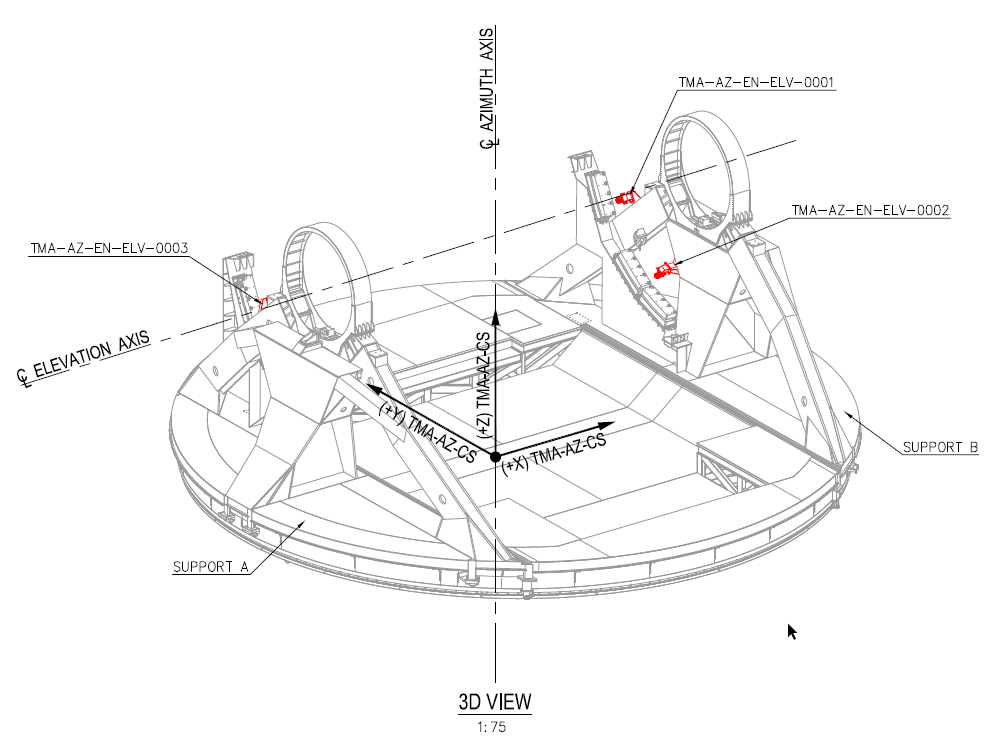 ℄ AZIMUTH AXIS
TMA-AZ-EN-ELV-0001
TMA-AZ-EN-ELV-0002
TMA-AZ-EN-ELV-0003
℄ ELEVATION AXIS
(+Z) TMA-AZ-CS
(+Y) TMA-AZ-CS
(+X) TMA-AZ-CS
SUPPORT B
SUPPORT A
3D VIEW
1:75